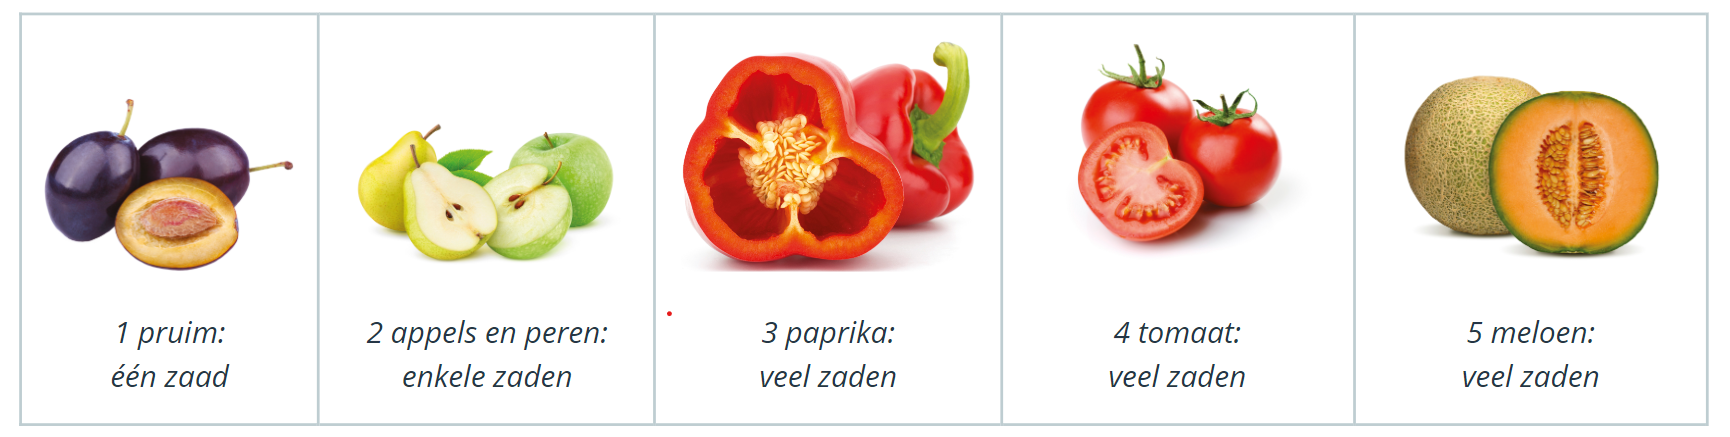 1 pruim:
één zaad
2 appels en peren:
enkele zaden
3 paprika:
veel zaden
4 tomaat:
veel zaden
5 meloen:
veel zaden